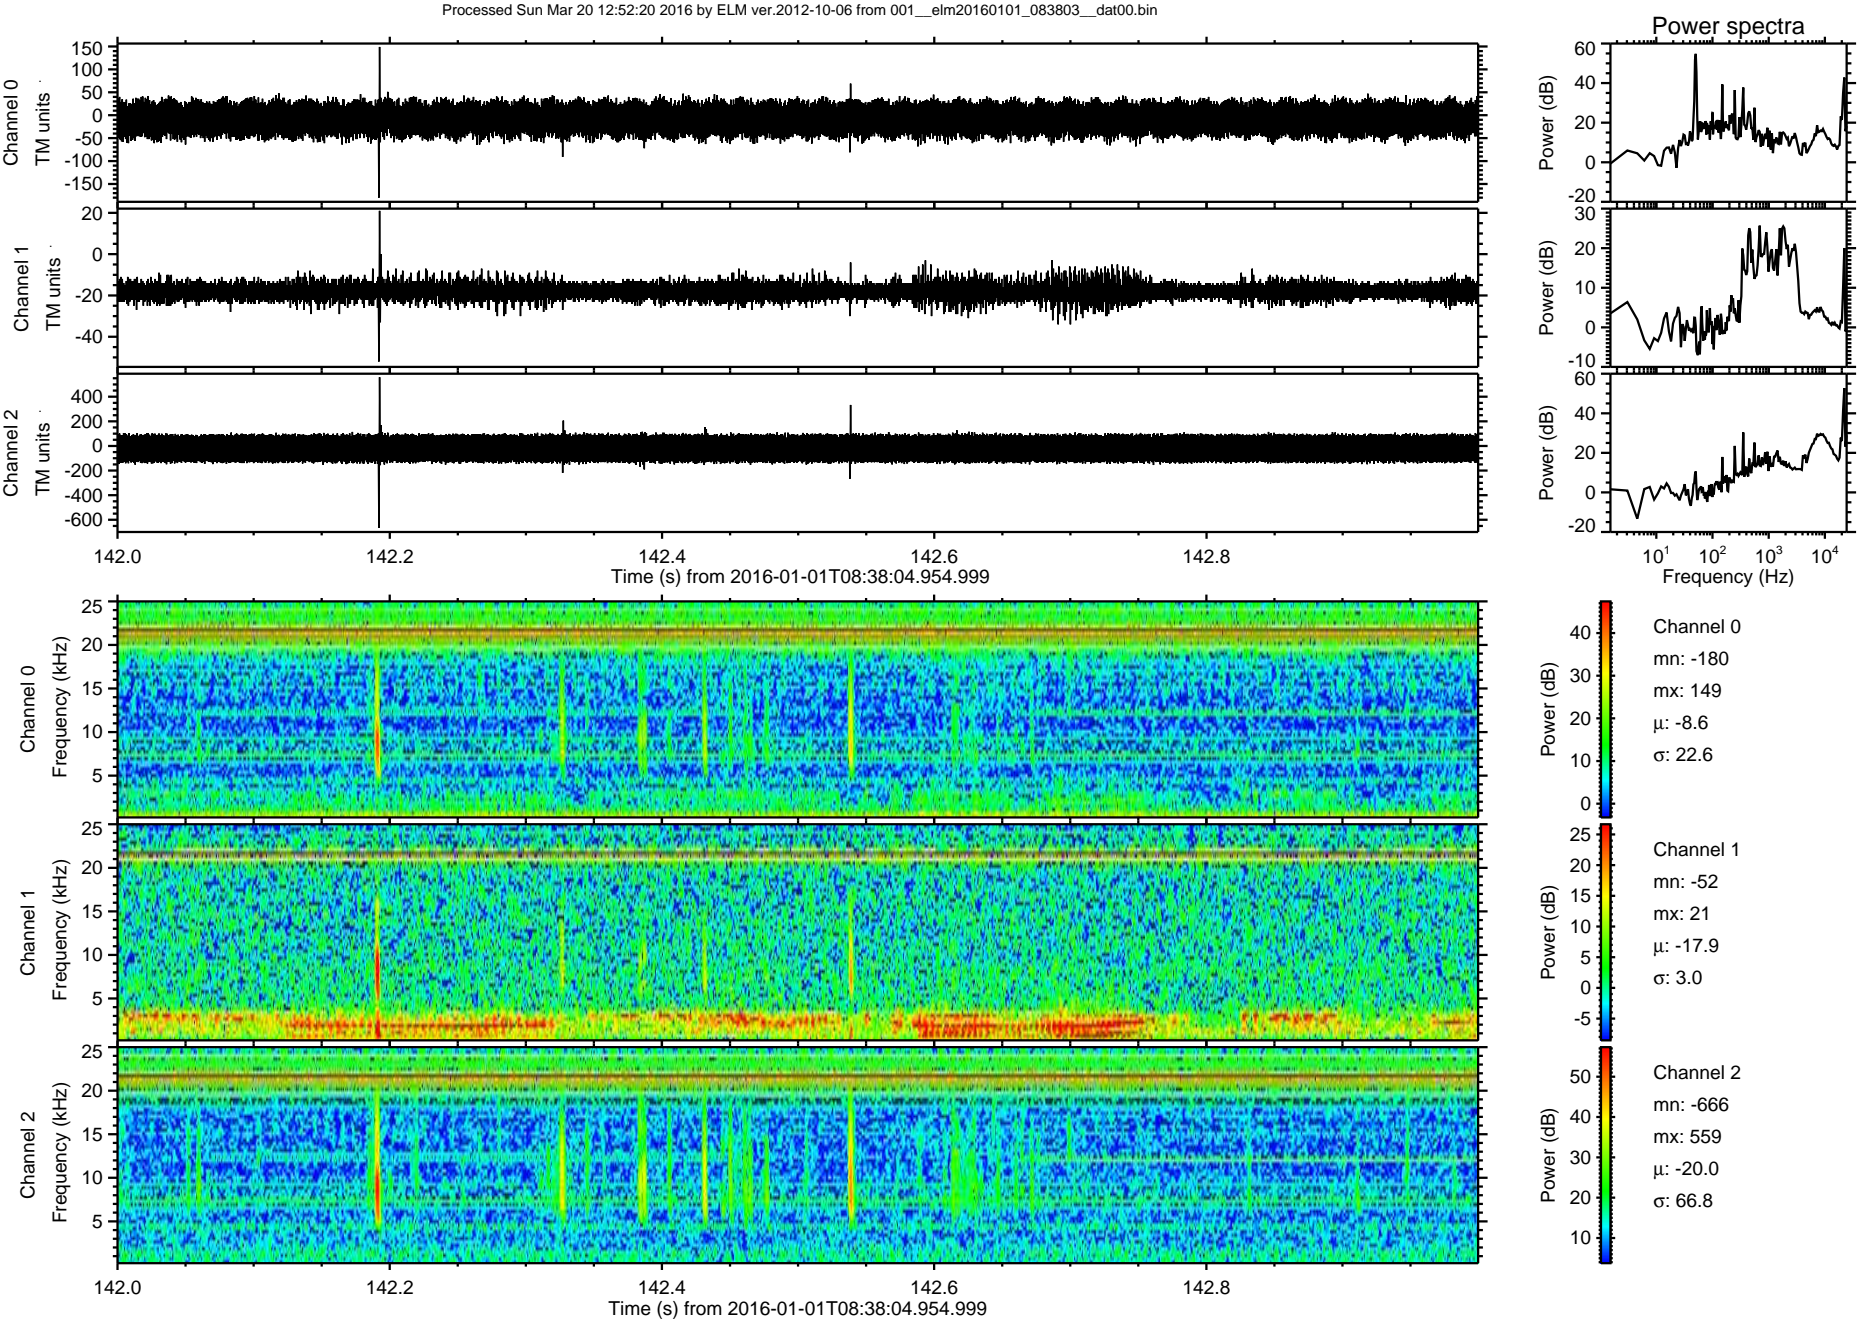 Processed Sun Mar 20 12:52:20 2016 by ELM ver.2012-10-06 from 001__elm20160101_083803__dat00.bin
Power spectra
Channel 0
TM units
150
100
50
0
-50
-100
-150
Power (dB)
60
40
20
0
-20
Channel 1
TM units
20
0
-20
-40
Power (dB)
30
20
10
0
-10
Channel 2
TM units
400
200
0
-200
-400
-600
Power (dB)
60
40
20
0
-20
142.0 142.2 142.4 142.6 142.8
Time (s) from 2016-01-01T08:38:04.954.999
10^1 10^2 10^3 10^4
Frequency (Hz)
Channel 0
Frequency (kHz)
25
20
15
10
5
Power (dB)
40
30
20
10
0
Channel 0
mn: -180
mx: 149
μ: -8.6
σ: 22.6
Channel 1
Frequency (kHz)
25
20
15
10
5
Power (dB)
25
20
15
10
5
0
-5
Channel 1
mn: -52
mx: 21
μ: -17.9
σ: 3.0
Channel 2
Frequency (kHz)
25
20
15
10
5
Power (dB)
50
40
30
20
10
Channel 2
mn: -666
mx: 559
μ: -20.0
σ: 66.8
142.0 142.2 142.4 142.6 142.8
Time (s) from 2016-01-01T08:38:04.954.999